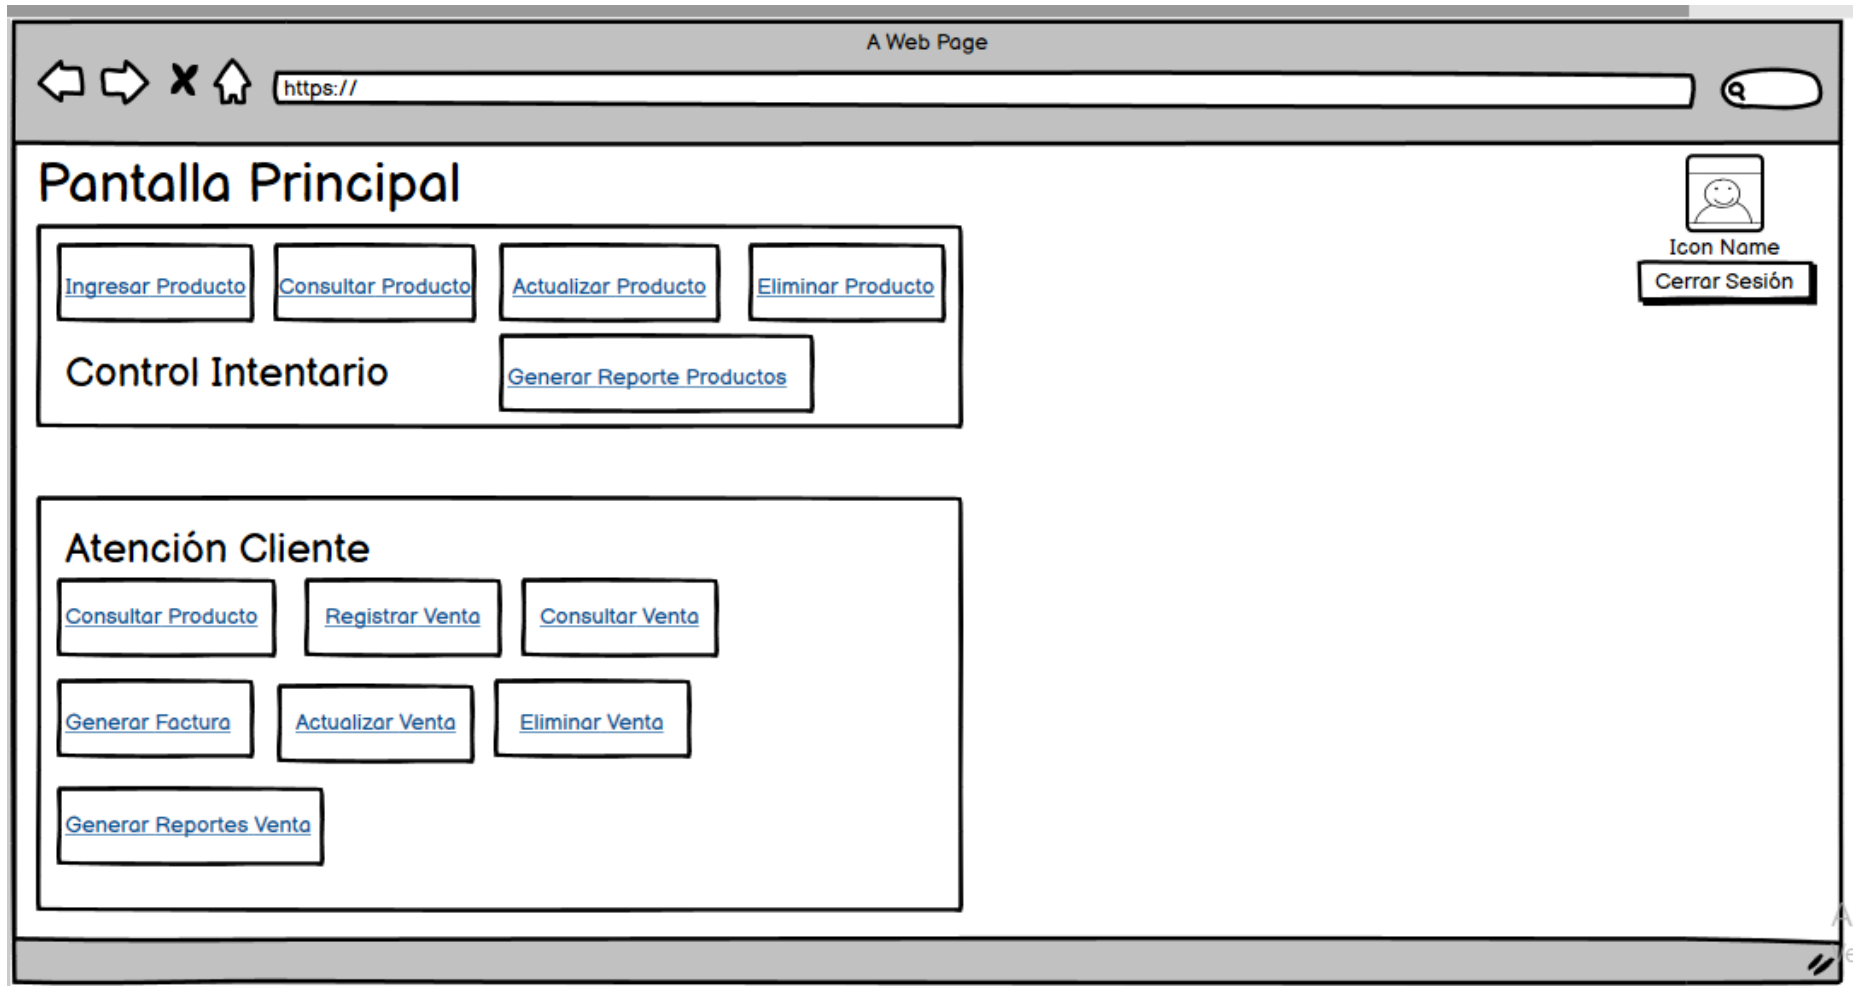 A Web Page
https://
Pantalla Principal
Icon Name
Cerrar Sesión
Ingresar Producto Consultar Producto Actualizar Producto Eliminar Producto
Control Intentario Generar Reporte Productos
Atención Cliente
Consultar Producto Registrar Venta Consultar Venta
Generar Factura Actualizar Venta Eliminar Venta
Generar Reportes Venta